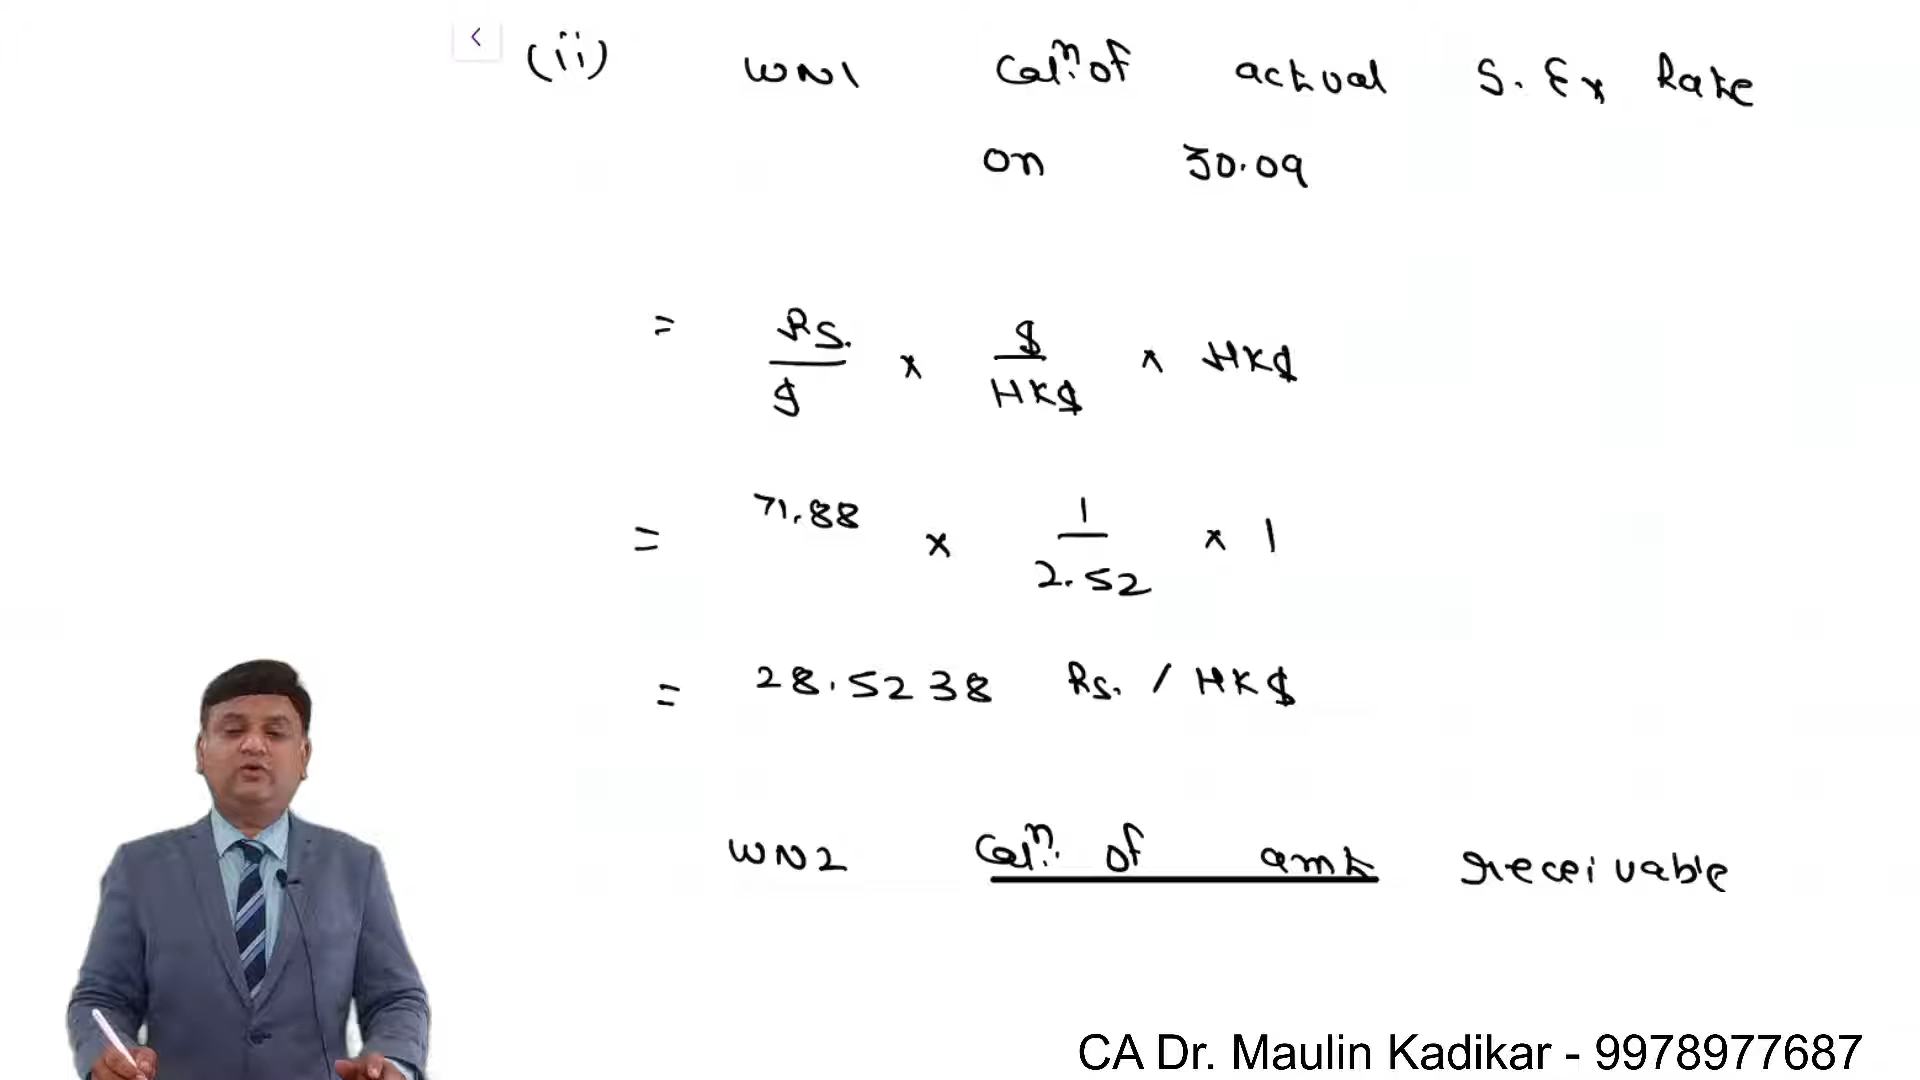 (ii) WN1 Calⁿ. of actual S. Ex Rate
on 30.09
= Rs./$ × $/HK$ × HK$
= 71.88 × 1/2.52 × 1
= 28.5238 Rs. / HK$
WN2 Calⁿ. of amt receivable
CA Dr. Maulin Kadikar - 9978977687